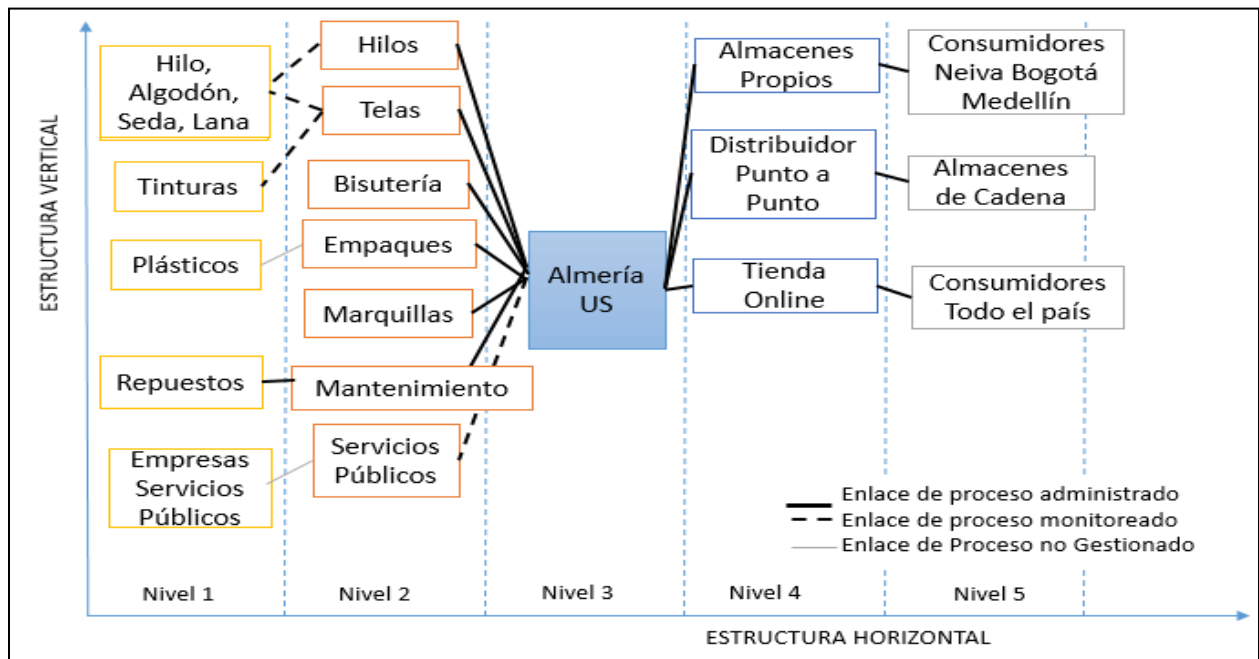 ESTRUCTURA VERTICAL
Hilo,
Algodón,
Seda, Lana
Tinturas
Plásticos
Repuestos
Empresas
Servicios
Públicos
Hilos
Telas
Bisutería
Empaques
Marquillas
Mantenimiento
Servicios
Públicos
Almería
US
Almacenes
Propios
Distribuidor
Punto a
Punto
Tienda
Online
Consumidores
Neiva Bogotá
Medellín
Almacenes
de Cadena
Consumidores
Todo el país
Enlace de proceso administrado
Enlace de proceso monitoreado
Enlace de Proceso no Gestionado
Nivel 1
Nivel 2
Nivel 3
Nivel 4
Nivel 5
ESTRUCTURA HORIZONTAL